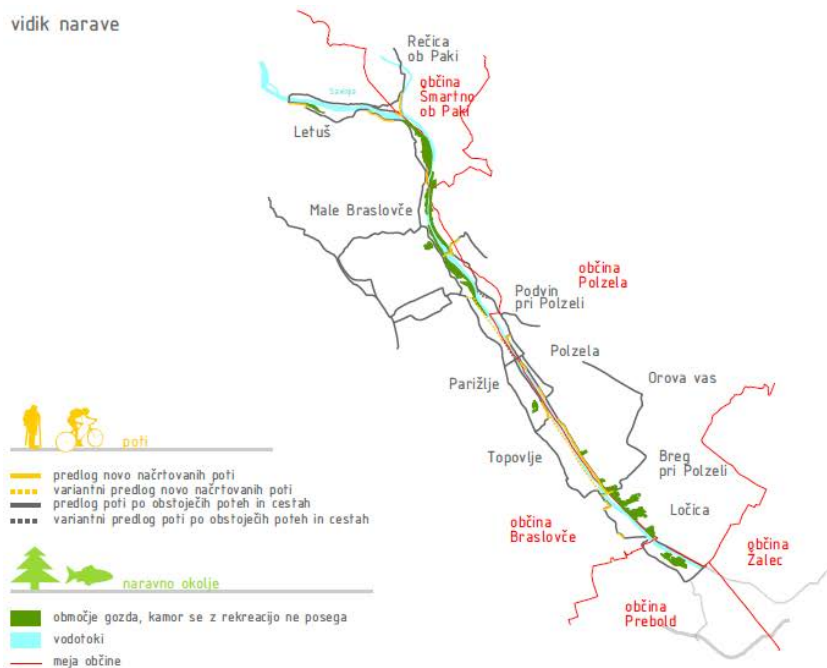 vidik narave
Rečica
ob Paki
občina
Šmartno
ob Paki
Savinja
Letuš
Male Braslovče
občina
Polzela
Podvin
pri Polzeli
Polzela
Orova vas
Parižlje
Topovlje
Breg
pri Polzeli
Ločica
občina
Braslovče
občina
Žalec
občina
Prebold
poti
predlog novo načrtovanih poti
variantni predlog novo načrtovanih poti
predlog poti po obstoječih poteh in cestah
variantni predlog poti po obstoječih poteh in cestah
naravno okolje
območje gozda, kamor se z rekreacijo ne posega
vodotoki
meja občine